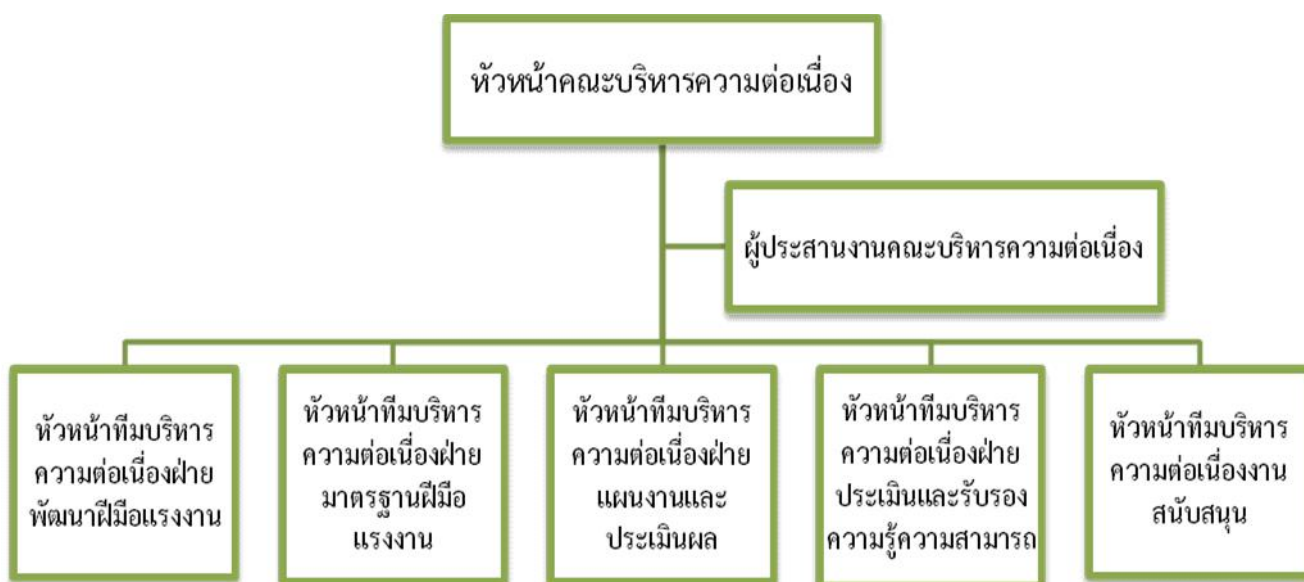 หัวหน้าคณะบริหารความต่อเนื่อง
ผู้ประสานงานคณะบริหารความต่อเนื่อง
หัวหน้าทีมบริหาร
ความต่อเนื่องฝ่าย
พัฒนาฝีมือแรงงาน
หัวหน้าทีมบริหาร
ความต่อเนื่องฝ่าย
มาตรฐานฝีมือ
แรงงาน
หัวหน้าทีมบริหาร
ความต่อเนื่องฝ่าย
แผนงานและ
ประเมินผล
หัวหน้าทีมบริหาร
ความต่อเนื่องฝ่าย
ประเมินและรับรอง
ความรู้ความสามารถ
หัวหน้าทีมบริหาร
ความต่อเนื่องงาน
สนับสนุน